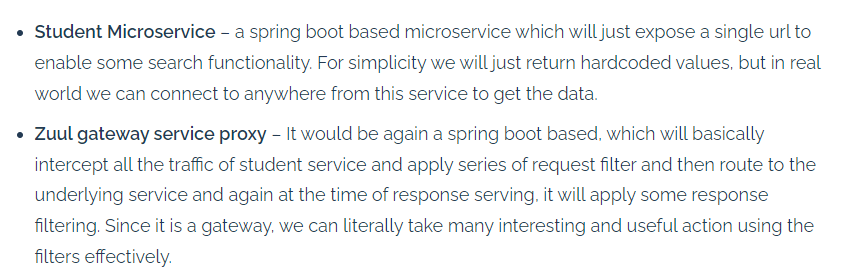 • Student Microservice – a spring boot based microservice which will just expose a single url to
enable some search functionality. For simplicity we will just return hardcoded values, but in real
world we can connect to anywhere from this service to get the data.
• Zuul gateway service proxy – It would be again a spring boot based, which will basically
intercept all the traffic of student service and apply series of request filter and then route to the
underlying service and again at the time of response serving, it will apply some response
filtering. Since it is a gateway, we can literally take many interesting and useful action using the
filters effectively.